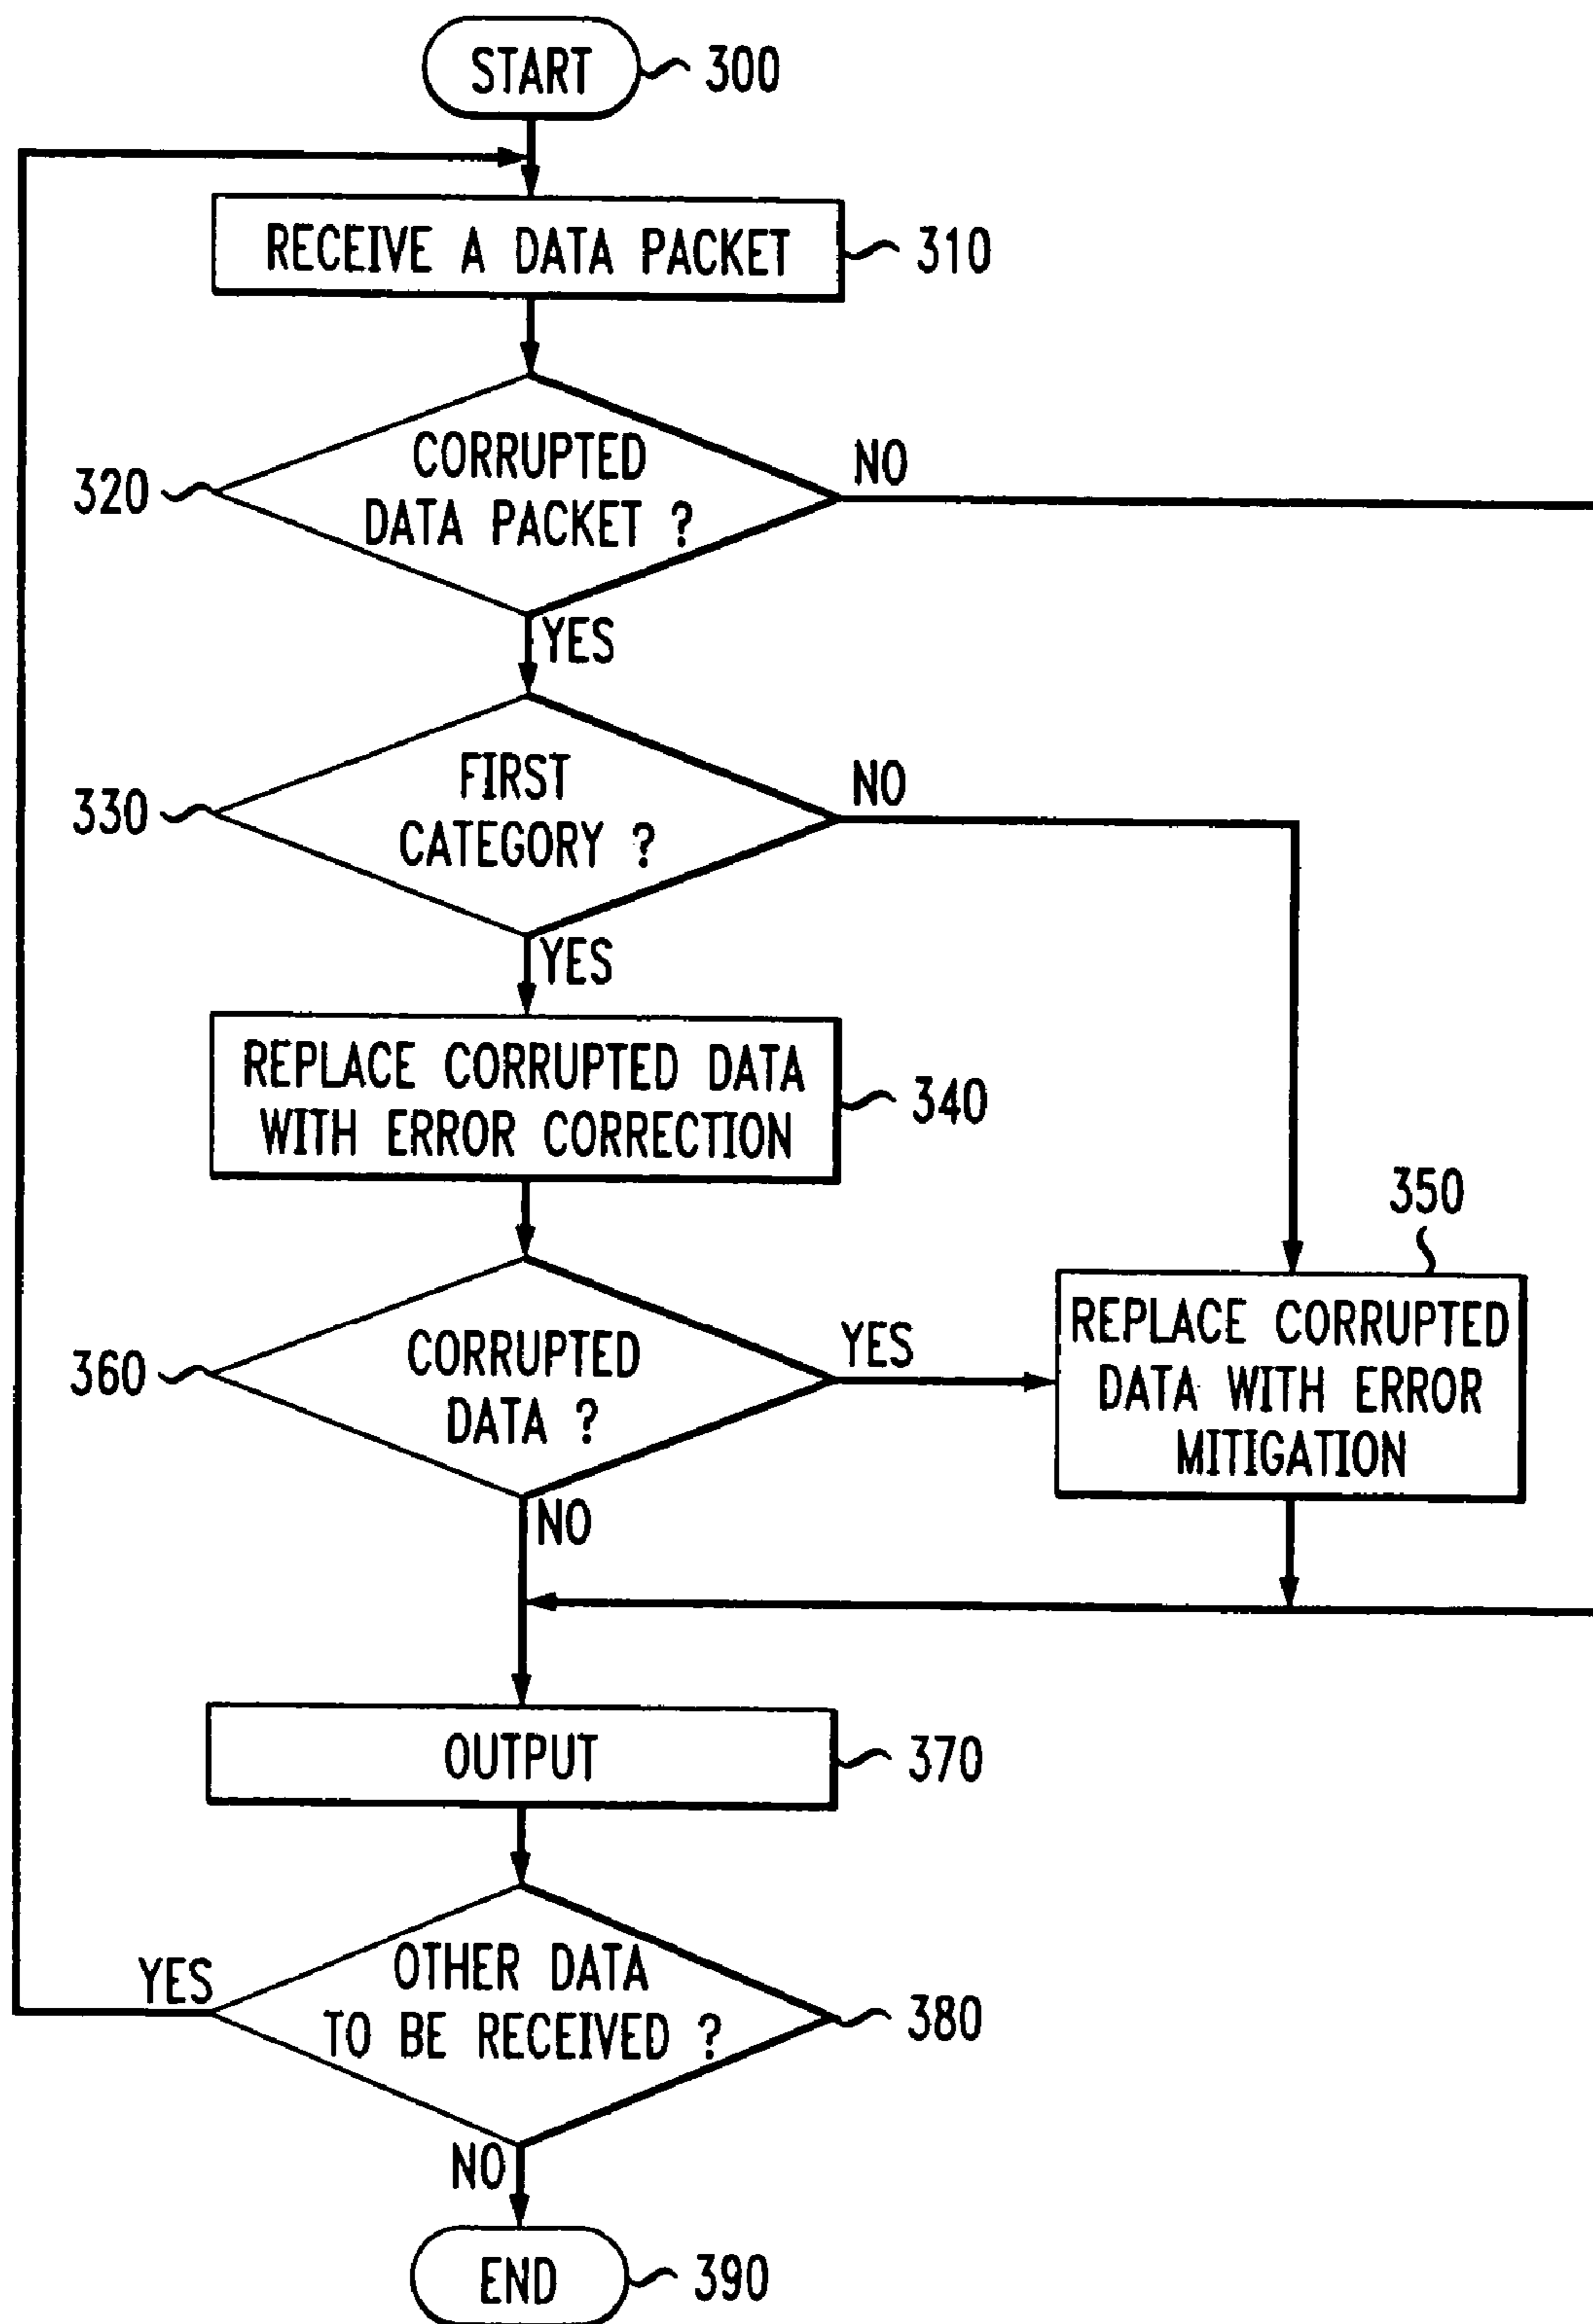 START
300
RECEIVE A DATA PACKET
310
CORRUPTED
DATA PACKET ?
320
NO
YES
FIRST
CATEGORY ?
330
NO
YES
REPLACE CORRUPTED DATA
WITH ERROR CORRECTION
340
350
REPLACE CORRUPTED
DATA WITH ERROR
MITIGATION
CORRUPTED
DATA ?
360
YES
NO
OUTPUT
370
OTHER DATA
TO BE RECEIVED ?
380
YES
NO
END
390